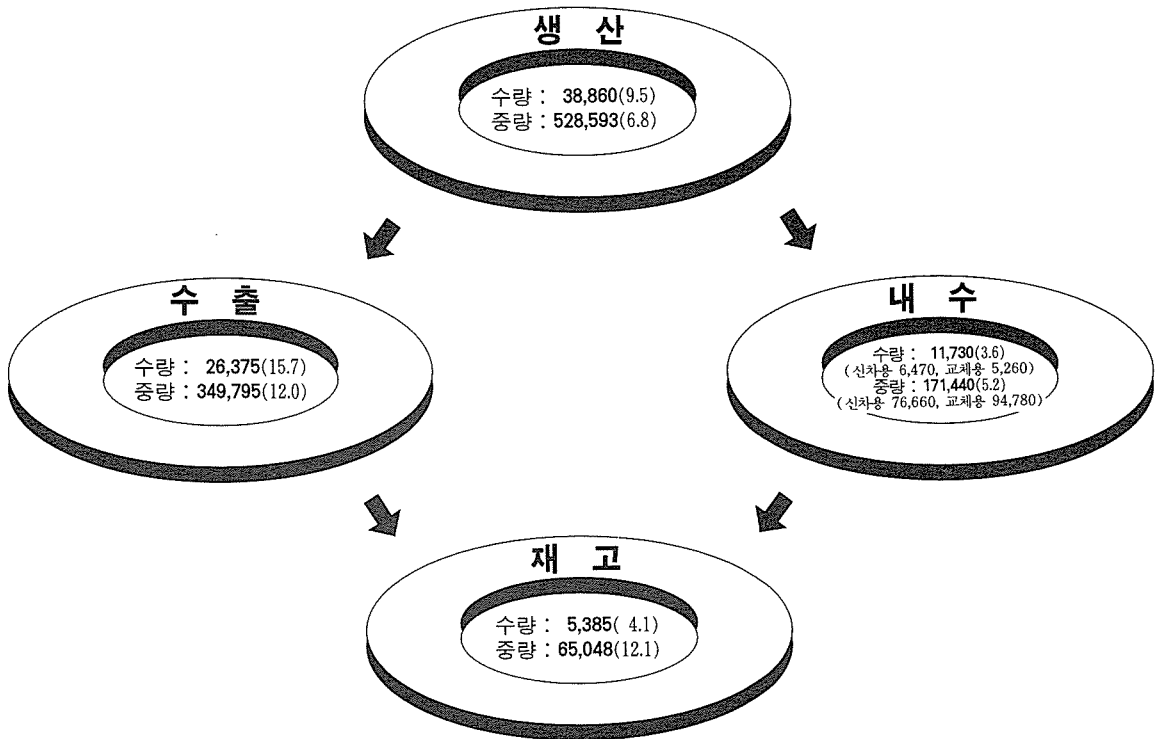 생 산
수량 : 38,860(9.5)
중량 : 528,593(6.8)
수 출
수량 : 26,375(15.7)
중량 : 349,795(12.0)
내 수
수량 : 11,730(3.6)
(신차용 6,470, 교체용 5,260)
중량 : 171,440(5.2)
(신차용 76,660, 교체용 94,780)
재 고
수량 : 5,385( 4.1)
중량 : 65,048(12.1)